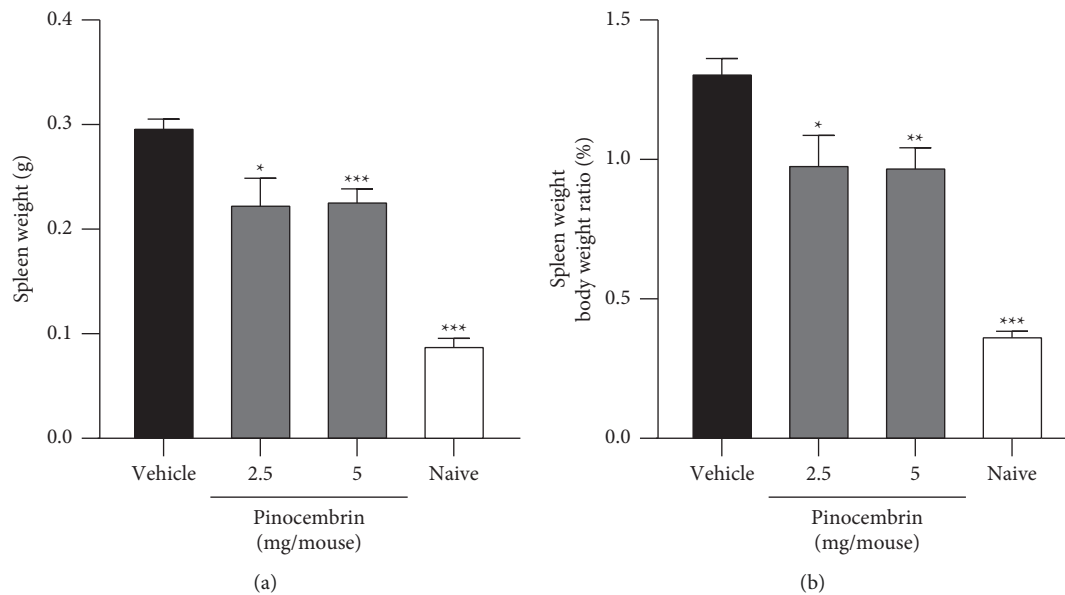 0.4
0.3
0.2
0.1
0.0
Spleen weight (g)
*
***
***
Vehicle
2.5
5
Naive
Pinocembrin
(mg/mouse)
(a)
1.5
1.0
0.5
0.0
Spleen weight
body weight ratio (%)
*
**
***
Vehicle
2.5
5
Naive
Pinocembrin
(mg/mouse)
(b)